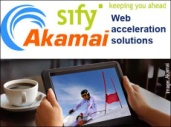 sify
keeping you ahead
Akamai
Web
acceleration
solutions